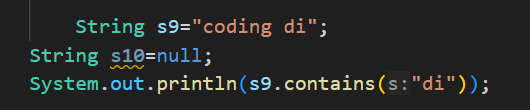 String s9="coding di";
String s10=null;
System.out.println(s9.contains(s:"di"));